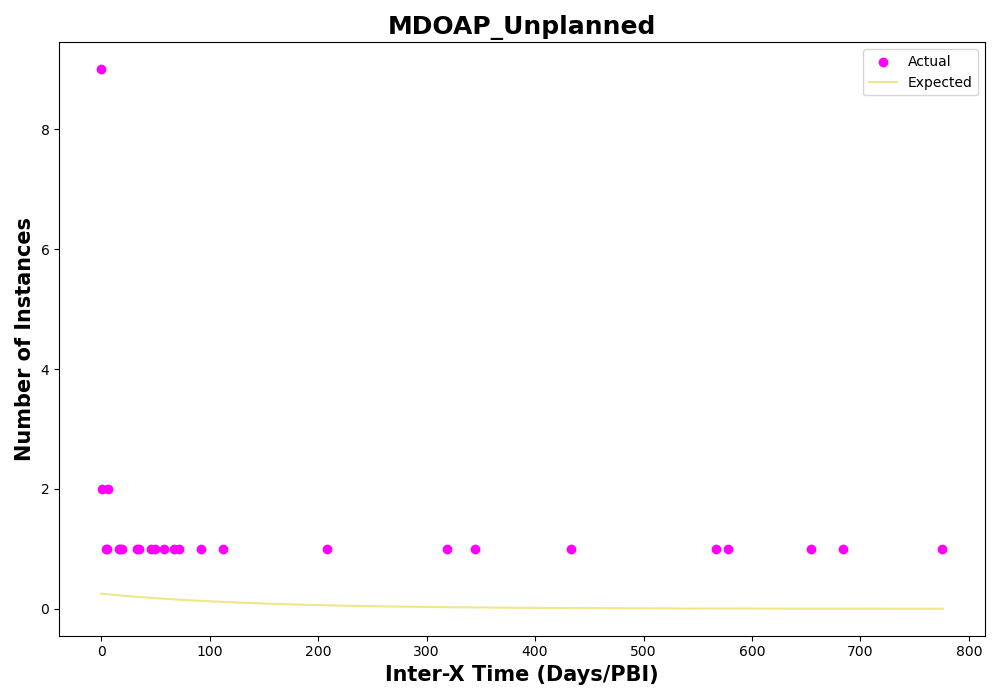 MDOAP_Unplanned
Actual
Expected
Number of Instances
8
6
4
2
0
0 100 200 300 400 500 600 700 800
Inter-X Time (Days/PBI)